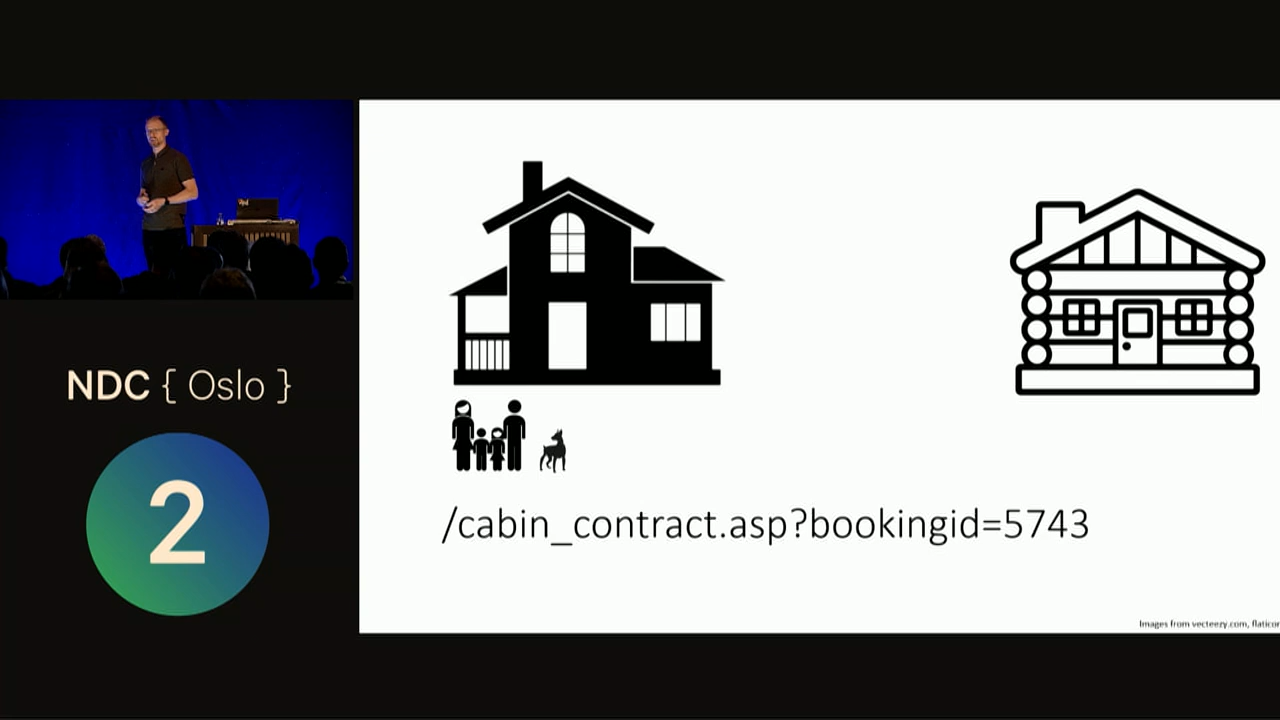 NDC { Oslo }
2
/cabin_contract.asp?bookingid=5743
Images from vecteezy.com, flaticon